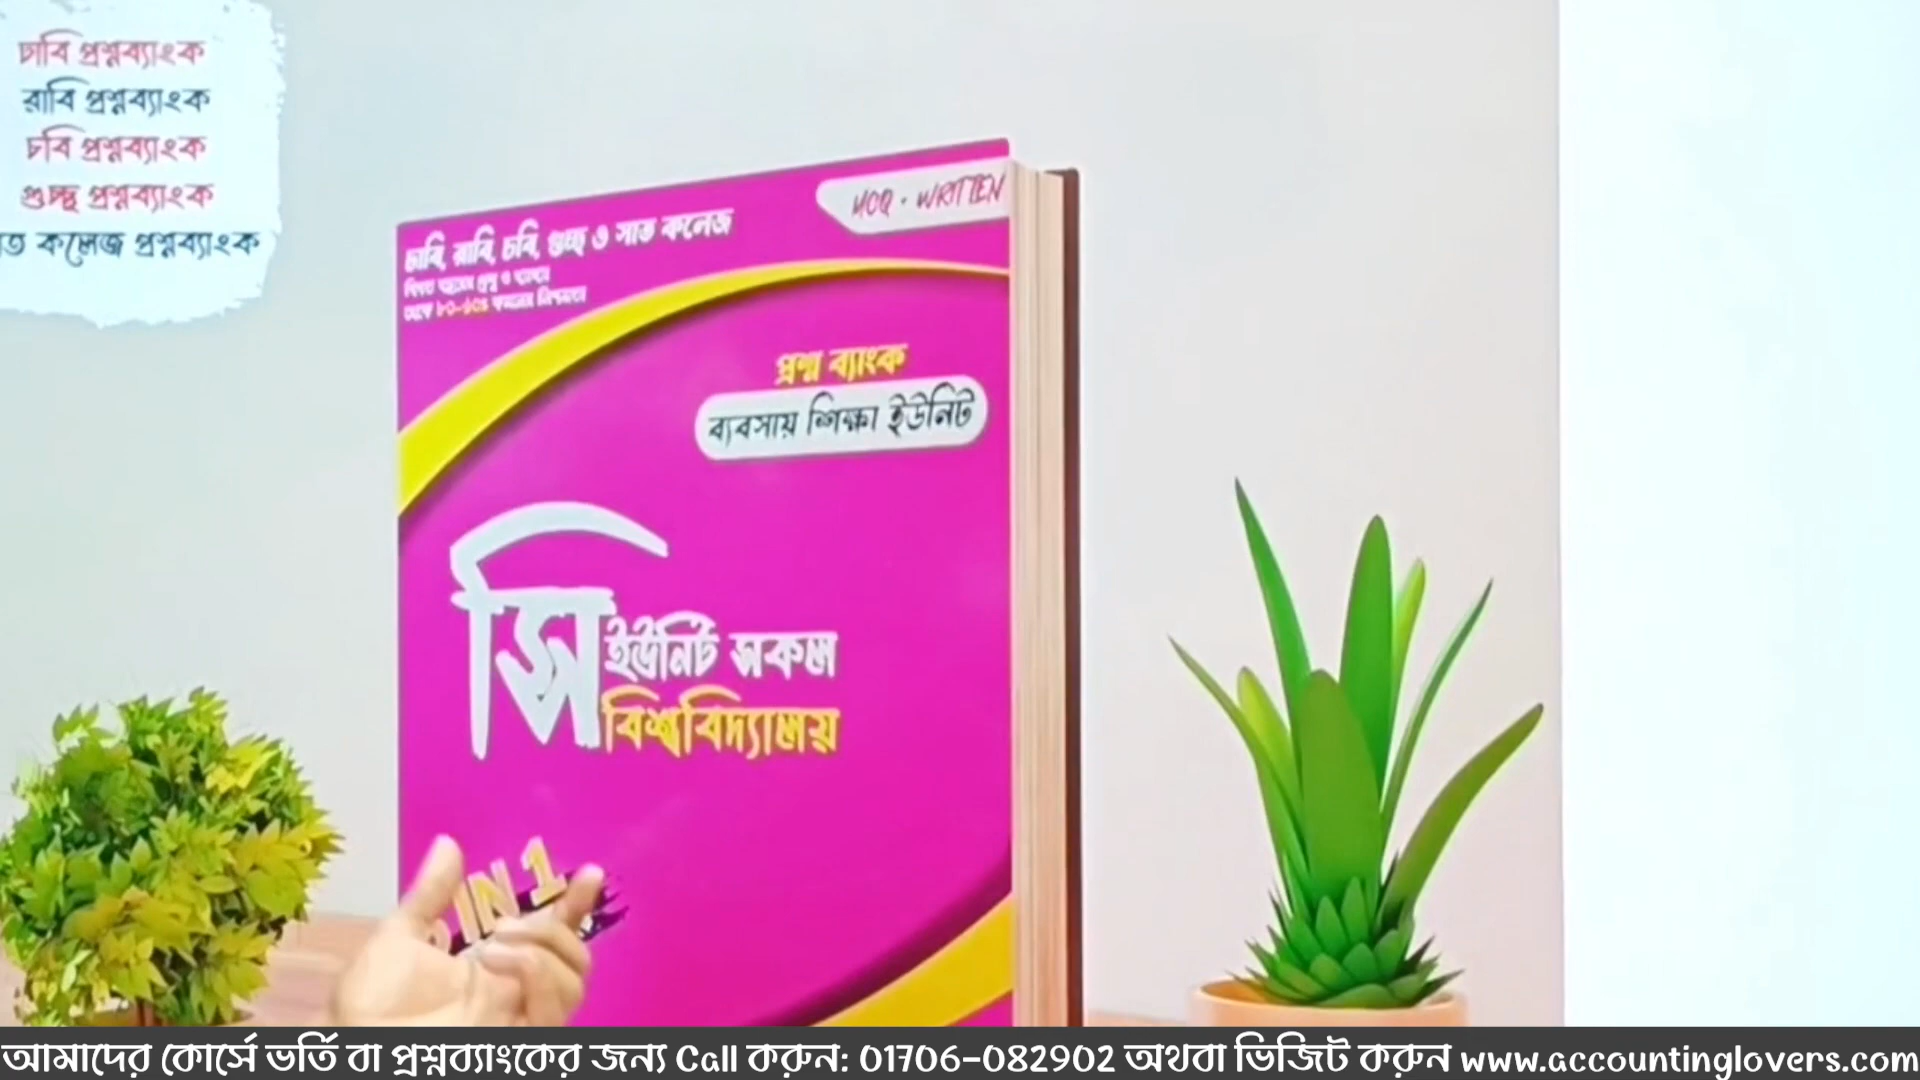 ঢাবি প্রশ্নব্যাংক
রাবি প্রশ্নব্যাংক
চবি প্রশ্নব্যাংক
গুচ্ছ প্রশ্নব্যাংক
ত কলেজ প্রশ্নব্যাংক
MCQ - WRITTEN
ঢাবি, রাবি, চবি, গুচ্ছ ও সাত কলেজ
প্রশ্ন ব্যাংক
ব্যবসায় শিক্ষা ইউনিট
সি ইউনিট সকল
বিশ্ববিদ্যালয়
IN 1
আমাদের কোর্সে ভর্তি বা প্রশ্নব্যাংকের জন্য Call করুন: 01706-082902 অথবা ভিজিট করুন www.accountinglovers.com